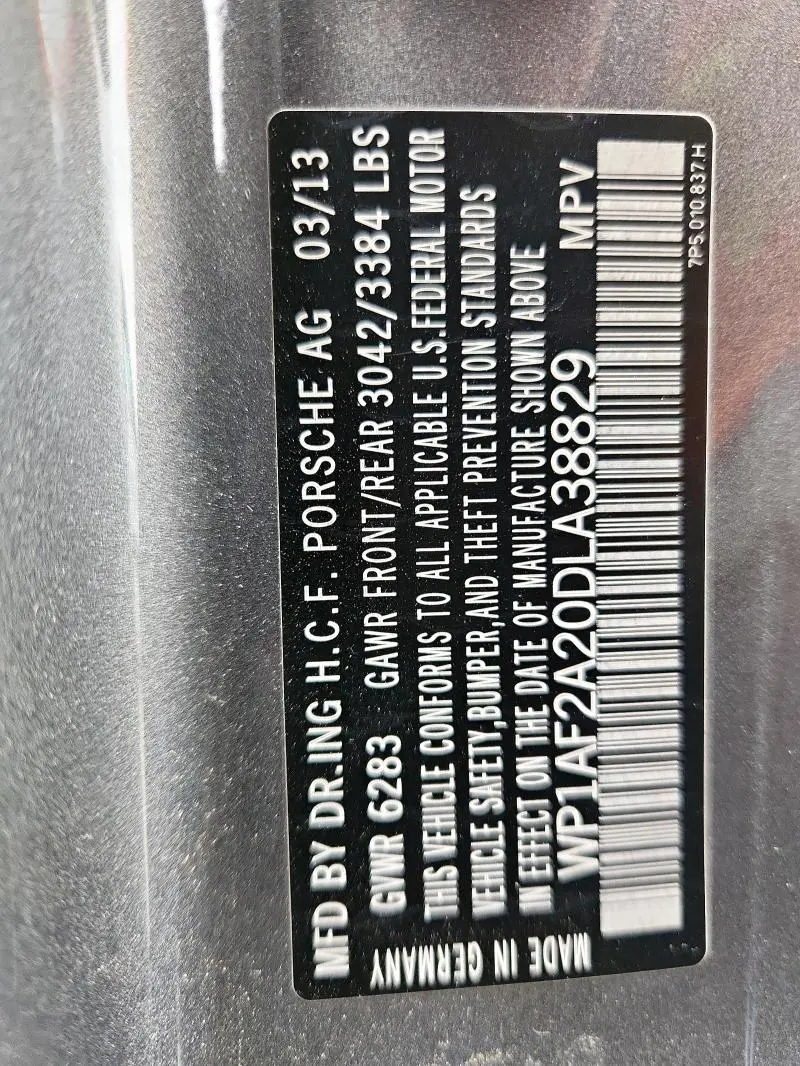 MFD BY DR.ING H.C.F. PORSCHE AG 03/13
GVWR 6283 GAWR FRONT/REAR 3042/3384 LBS
THIS VEHICLE CONFORMS TO ALL APPLICABLE U.S.FEDERAL MOTOR
VEHICLE SAFETY,BUMPER,AND THEFT PREVENTION STANDARDS
IN EFFECT ON THE DATE OF MANUFACTURE SHOWN ABOVE
WP1AF2A20DLA38829 MPV
MADE IN GERMANY
7P5.010.837.H